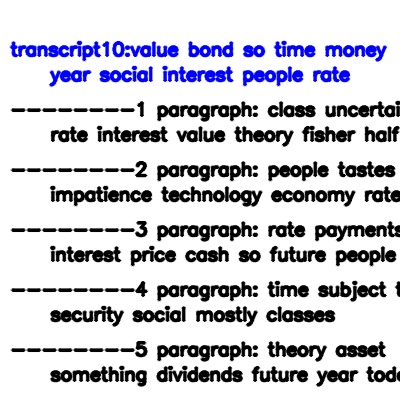 transcript10:value bond so time money
year social interest people rate
---------1 paragraph: class
rate interest value theory fisher half
---------2 paragraph: people tastes
impatience technology economy rate
---------3 paragraph: rate payments
interest price cash so future people
---------4 paragraph: time subject
security social mostly classes
---------5 paragraph: theory asset
something dividends future year